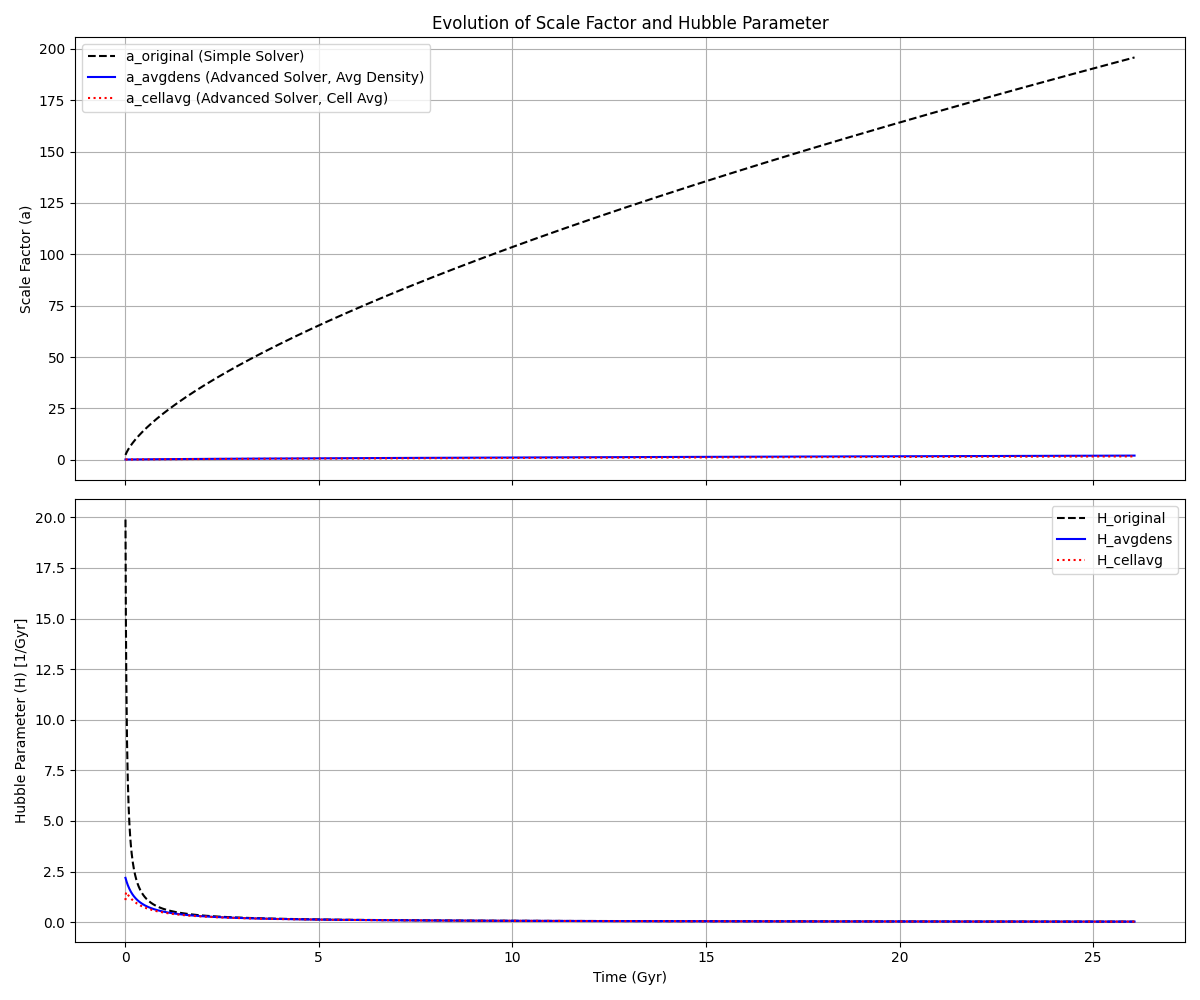 Evolution of Scale Factor and Hubble Parameter
Scale Factor (a)
200
175
150
125
100
75
50
25
0
a_original (Simple Solver)
a_avgdens (Advanced Solver, Avg Density)
a_cellavg (Advanced Solver, Cell Avg)
Hubble Parameter (H) [1/Gyr]
20.0
17.5
15.0
12.5
10.0
7.5
5.0
2.5
0.0
H_original
H_avgdens
H_cellavg
0 5 10 15 20 25
Time (Gyr)